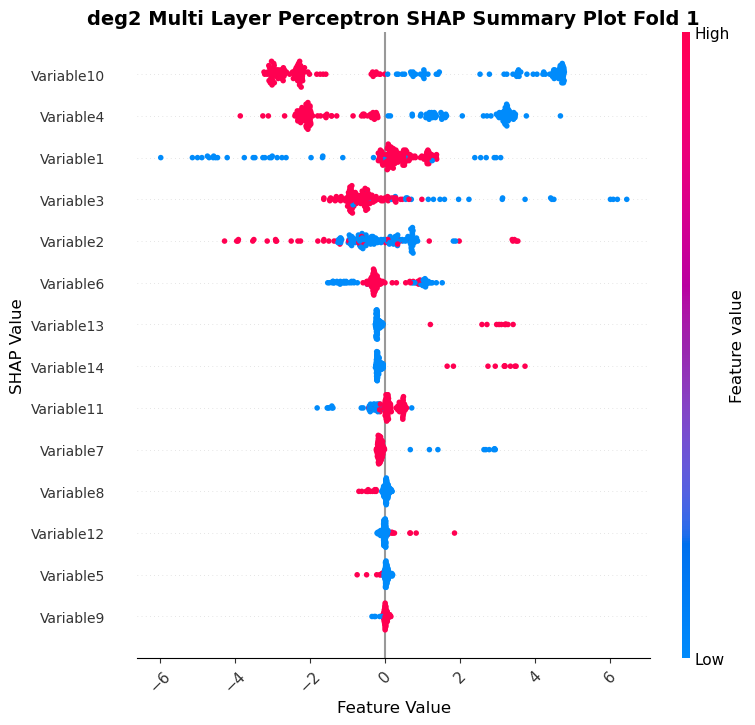 deg2 Multi Layer Perceptron SHAP Summary Plot Fold 1
High
Variable10
Variable4
Variable1
Variable3
Variable2
Variable6
Variable13
Variable14
Variable11
Variable7
Variable8
Variable12
Variable5
Variable9
SHAP Value
Feature value
Low
−6 −4 −2 0 2 4 6
Feature Value